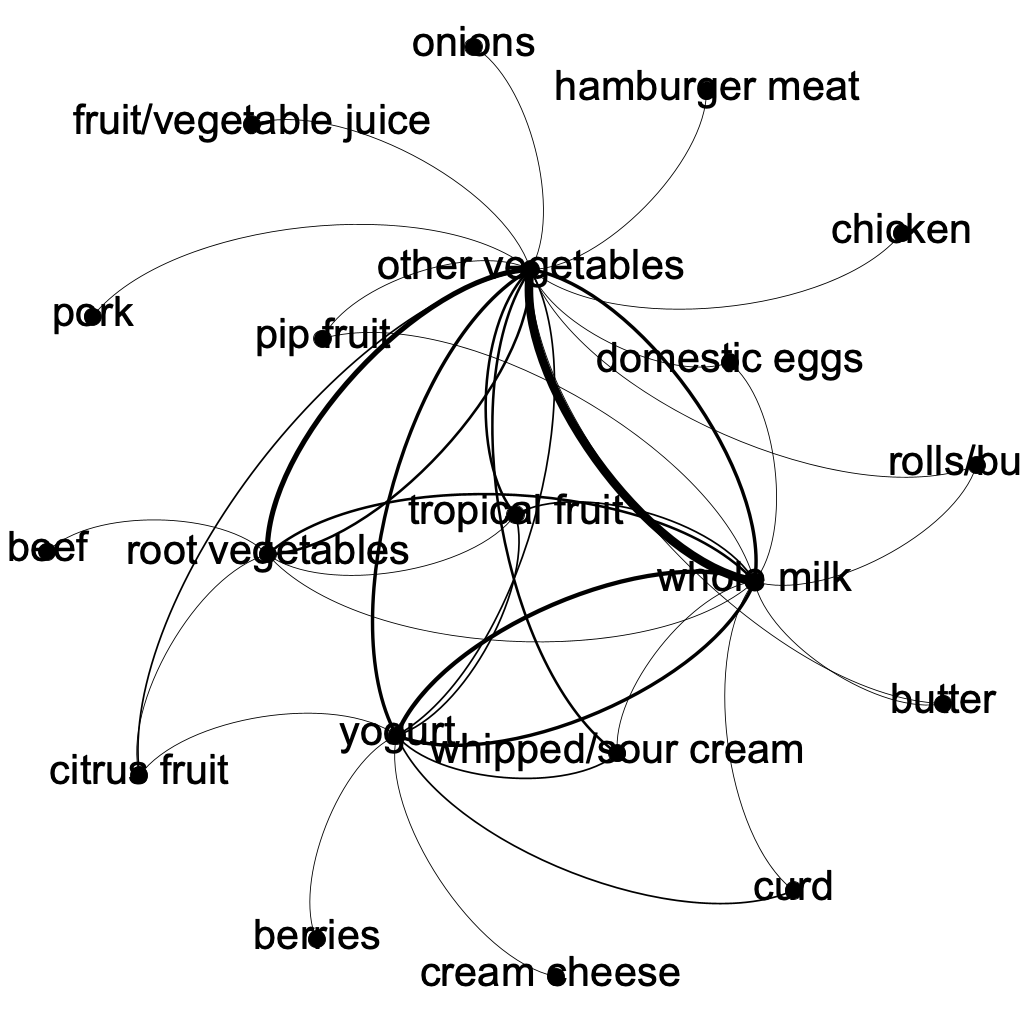 onions
hamburger meat
fruit/vegetable juice
chicken
other vegetables
pork
pip fruit
domestic eggs
rolls/bu
tropical fruit
beef
root vegetables
whole milk
butter
yogurt
whipped/sour cream
citrus fruit
curd
berries
cream cheese